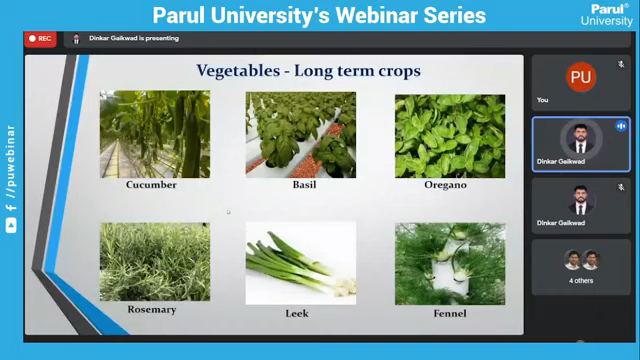 Parul University's Webinar Series
Parul®
University
REC
Dinkar Gaikwad is presenting
Vegetables - Long term crops
Cucumber
Basil
Oregano
Rosemary
Leek
Fennel
PU
You
Dinkar Gaikwad
Dinkar Gaikwad
4 others
/puwebinar